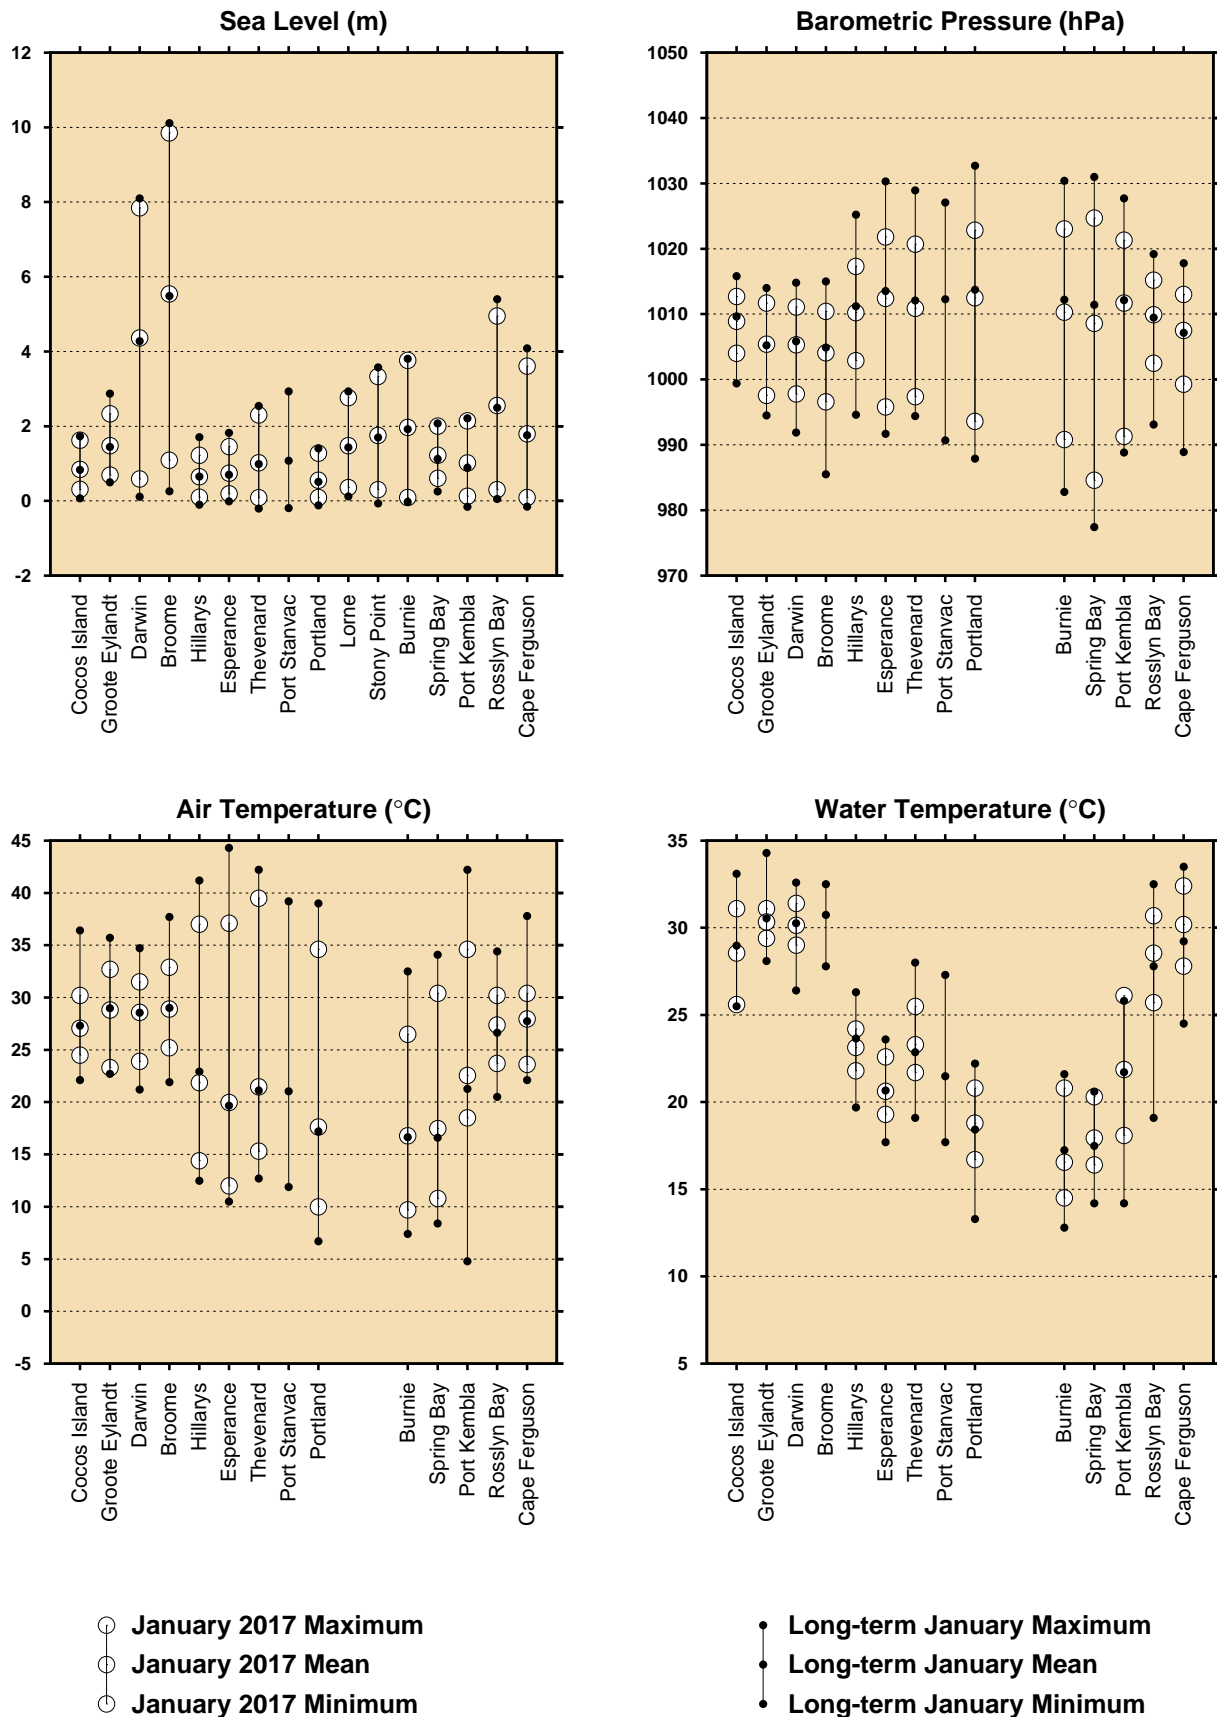 Sea Level (m)
12
10
8
6
4
2
0
-2
Cocos Island
Groote Eylandt
Darwin
Broome
Hillarys
Esperance
Thevenard
Port Stanvac
Portland
Lorne
Stony Point
Burnie
Spring Bay
Port Kembla
Rosslyn Bay
Cape Ferguson
Barometric Pressure (hPa)
1050
1040
1030
1020
1010
1000
990
980
970
Cocos Island
Groote Eylandt
Darwin
Broome
Hillarys
Esperance
Thevenard
Port Stanvac
Portland
Burnie
Spring Bay
Port Kembla
Rosslyn Bay
Cape Ferguson
Air Temperature (°C)
45
40
35
30
25
20
15
10
5
0
-5
Cocos Island
Groote Eylandt
Darwin
Broome
Hillarys
Esperance
Thevenard
Port Stanvac
Portland
Burnie
Spring Bay
Port Kembla
Rosslyn Bay
Cape Ferguson
Water Temperature (°C)
35
30
25
20
15
10
5
Cocos Island
Groote Eylandt
Darwin
Broome
Hillarys
Esperance
Thevenard
Port Stanvac
Portland
Burnie
Spring Bay
Port Kembla
Rosslyn Bay
Cape Ferguson
January 2017 Maximum
January 2017 Mean
January 2017 Minimum
Long-term January Maximum
Long-term January Mean
Long-term January Minimum